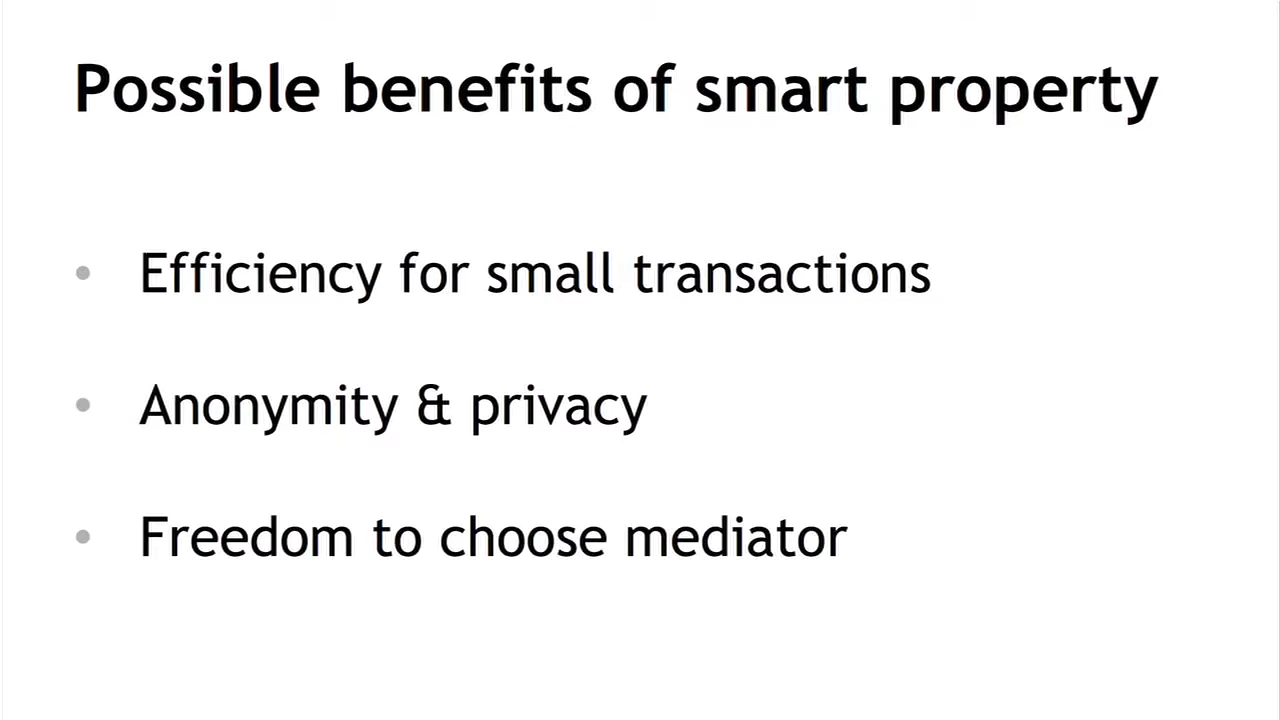 Possible benefits of smart property
• Efficiency for small transactions
• Anonymity & privacy
• Freedom to choose mediator